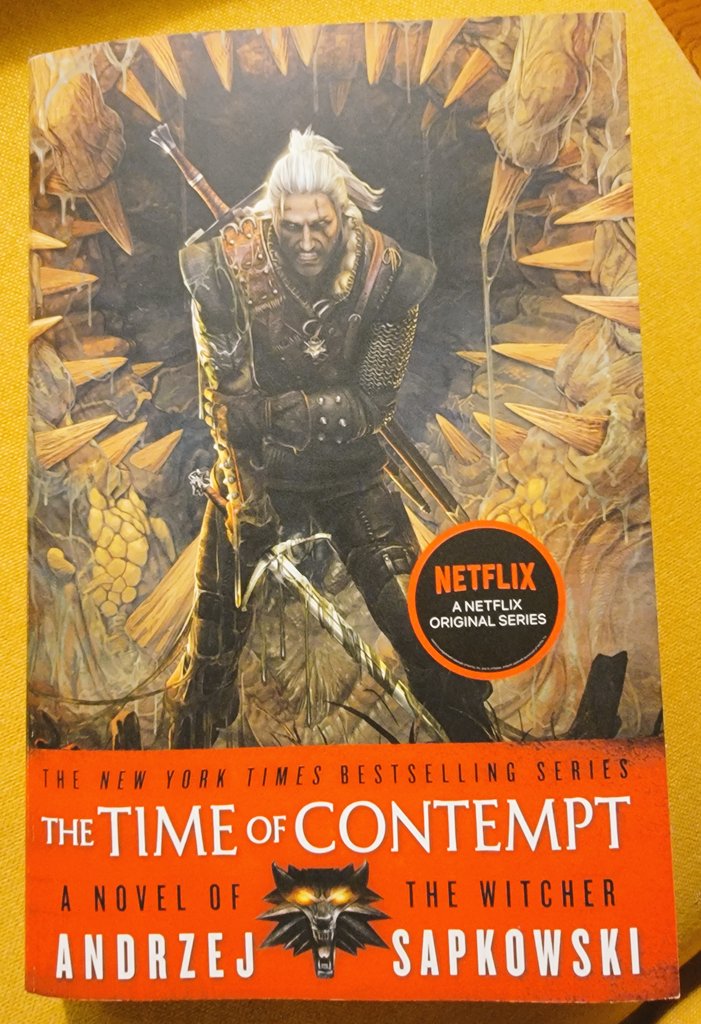 NETFLIX
A NETFLIX
ORIGINAL SERIES
THE NEW YORK TIMES BESTSELLING SERIES
THE TIME OF CONTEMPT
A NOVEL OF THE WITCHER
ANDRZEJ SAPKOWSKI